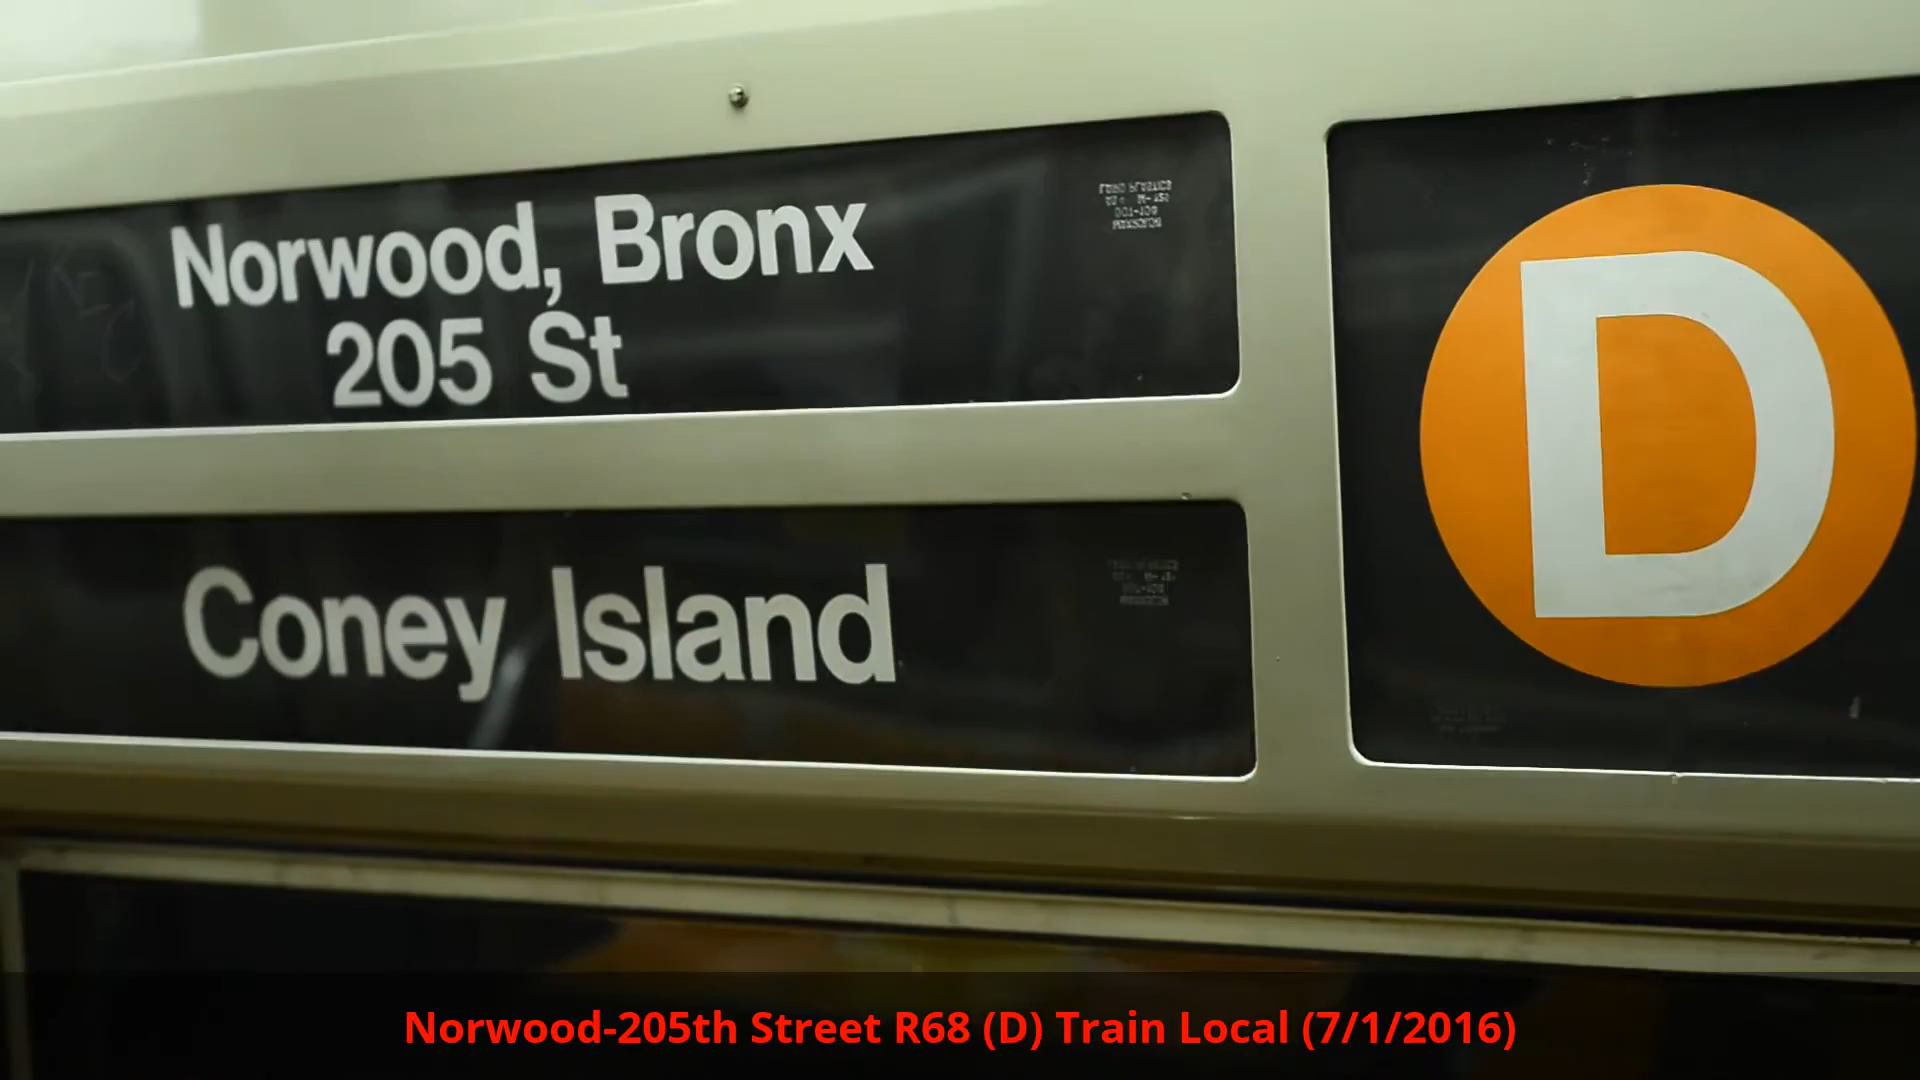 Norwood, Bronx
205 St
Coney Island
D
Norwood-205th Street R68 (D) Train Local (7/1/2016)